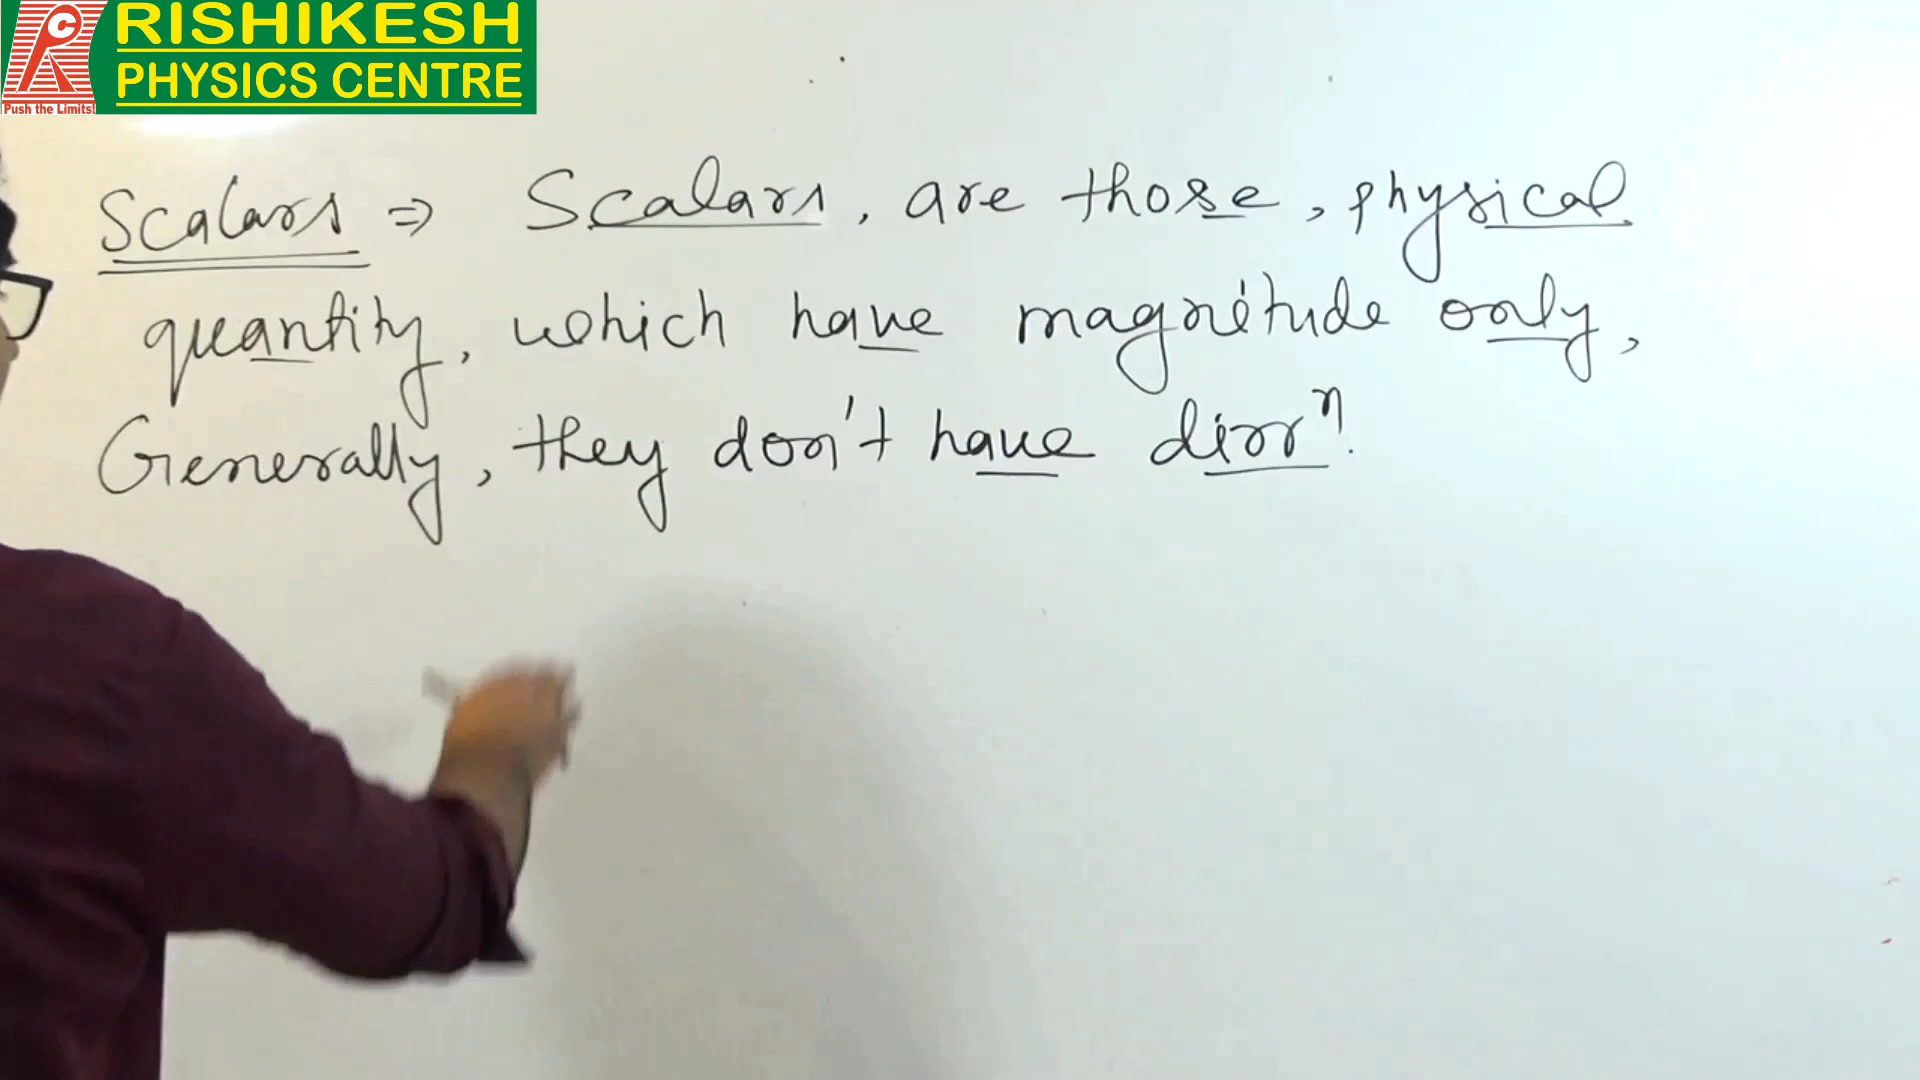 RISHIKESH
PHYSICS CENTRE
Push the Limits!
Scalars ⇒ Scalars, are those, physical
quantity, which have magnitude only,
Generally, they don't have dirrⁿ.